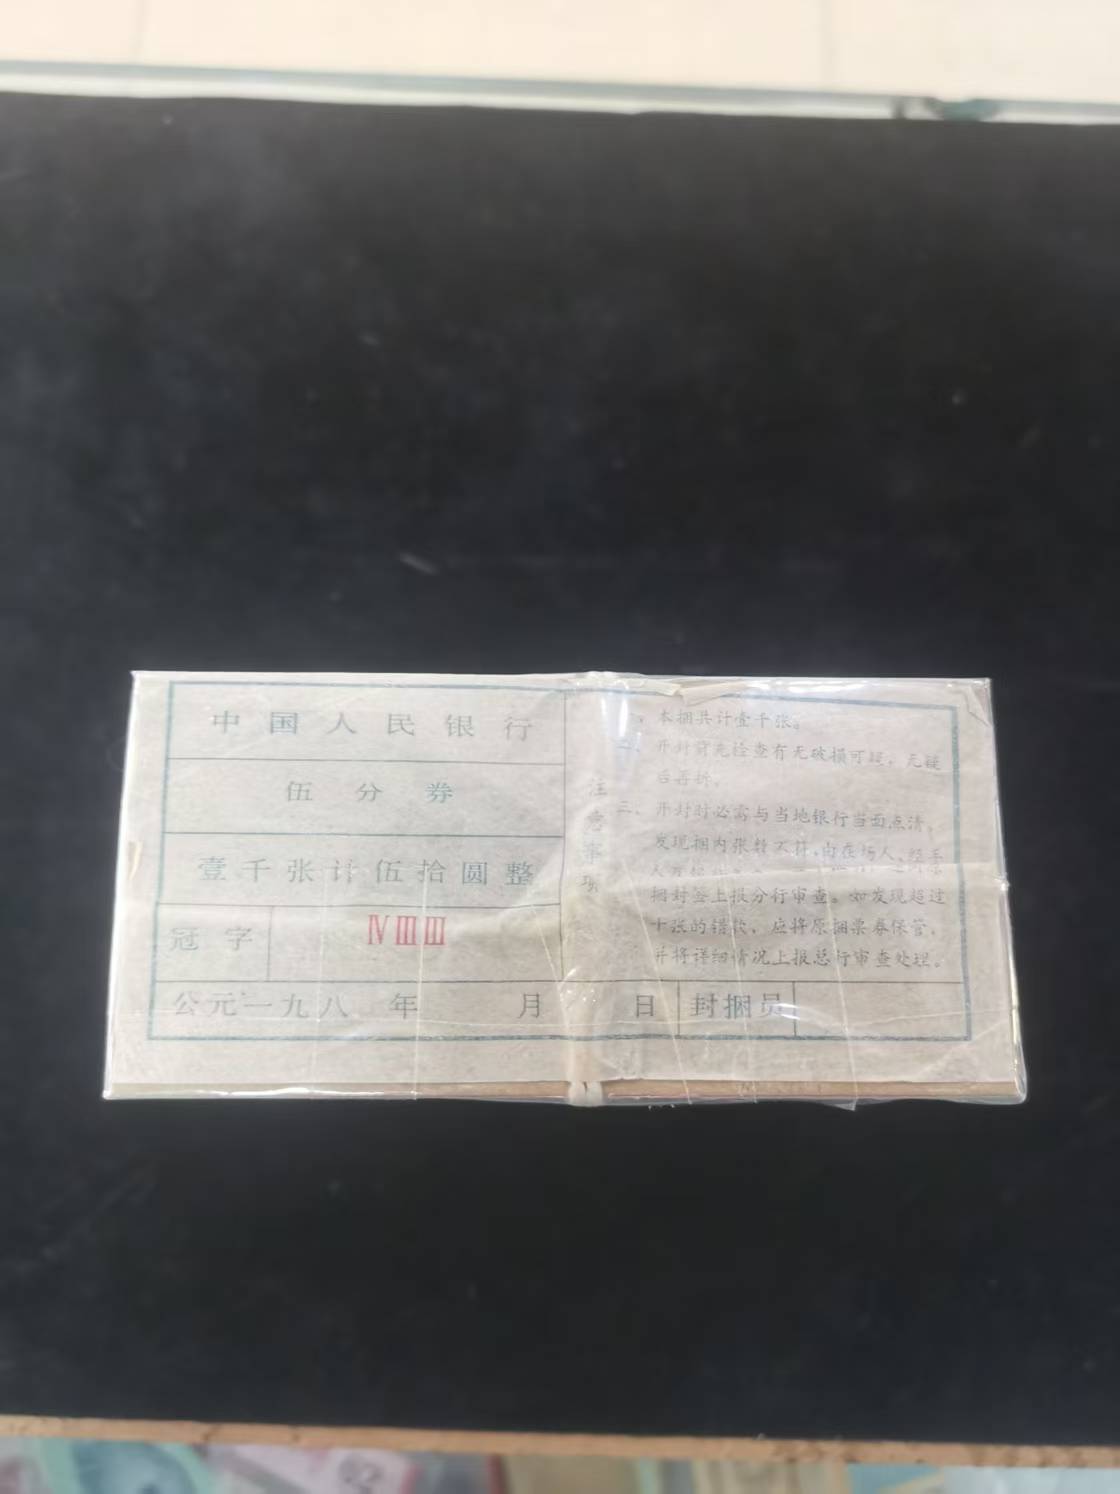 中国人民银行
伍分券
壹千张计伍拾圆整
冠字 ⅣⅢⅢ
公元一九八 年 月 日 封捆员
注意事项
一、本捆共计壹千张。
二、开封前先检查有无破损可疑，无疑
后再拆。
三、开封时必需与当地银行当面点清，
发现捆内张数不符，由在场人、经手
捆封签上报分行审查。如发现超过
十张的错款，应将原捆票券保管，
并将详细情况上报总行审查处理。